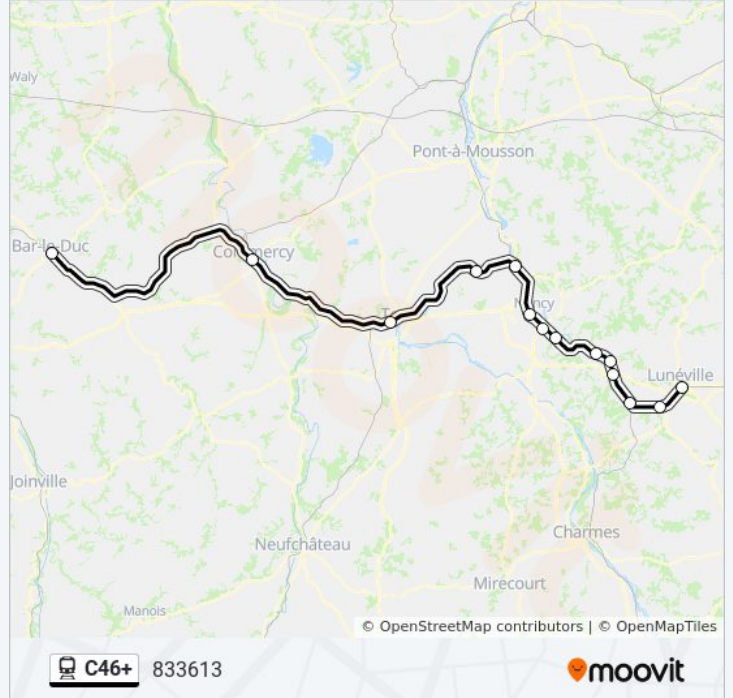 Waly
Pont-à-Mousson
Bar-le-Duc
Commercy
Nancy
Lunéville
Joinville
Neufchâteau
Charmes
Mirecourt
Manois
© OpenStreetMap contributors | © OpenMapTiles
C46+ 833613 moovit